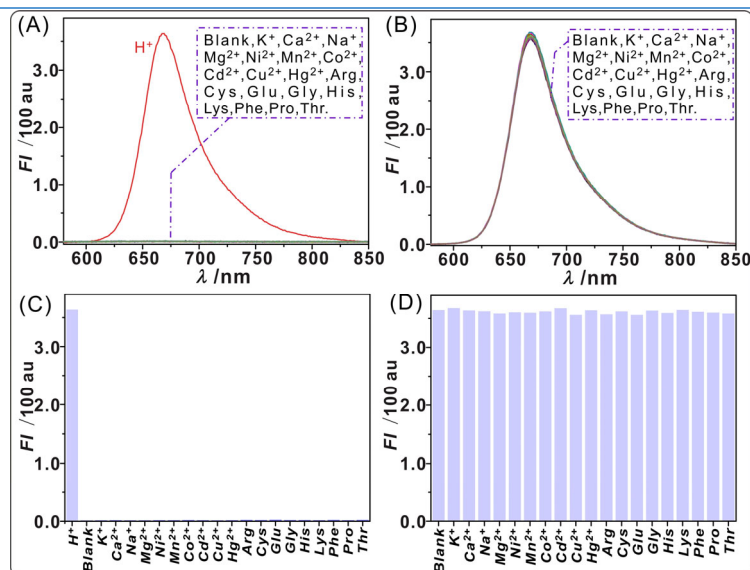 (A)
H⁺
Blank,K⁺,Ca²⁺,Na⁺,
Mg²⁺,Ni²⁺,Mn²⁺,Co²⁺,
Cd²⁺,Cu²⁺,Hg²⁺,Arg,
Cys,Glu,Gly,His,
Lys,Phe,Pro,Thr.
FI /100 au
3.0
2.0
1.0
0.0
600 650 700 750 800 850
λ /nm
(B)
Blank,K⁺,Ca²⁺,Na⁺,
Mg²⁺,Ni²⁺,Mn²⁺,Co²⁺,
Cd²⁺,Cu²⁺,Hg²⁺,Arg,
Cys,Glu,Gly,His,
Lys,Phe,Pro,Thr.
FI /100 au
3.0
2.0
1.0
0.0
600 650 700 750 800 850
λ /nm
(C)
FI /100 au
3.0
2.0
1.0
0.0
H⁺ Blank K⁺ Ca²⁺ Na⁺ Mg²⁺ Ni²⁺ Mn²⁺ Co²⁺ Cd²⁺ Cu²⁺ Hg²⁺ Arg Cys Glu Gly His Lys Phe Pro Thr
(D)
FI /100 au
3.0
2.0
1.0
0.0
Blank K⁺ Ca²⁺ Na⁺ Mg²⁺ Ni²⁺ Mn²⁺ Co²⁺ Cd²⁺ Cu²⁺ Hg²⁺ Arg Cys Glu Gly His Lys Phe Pro Thr